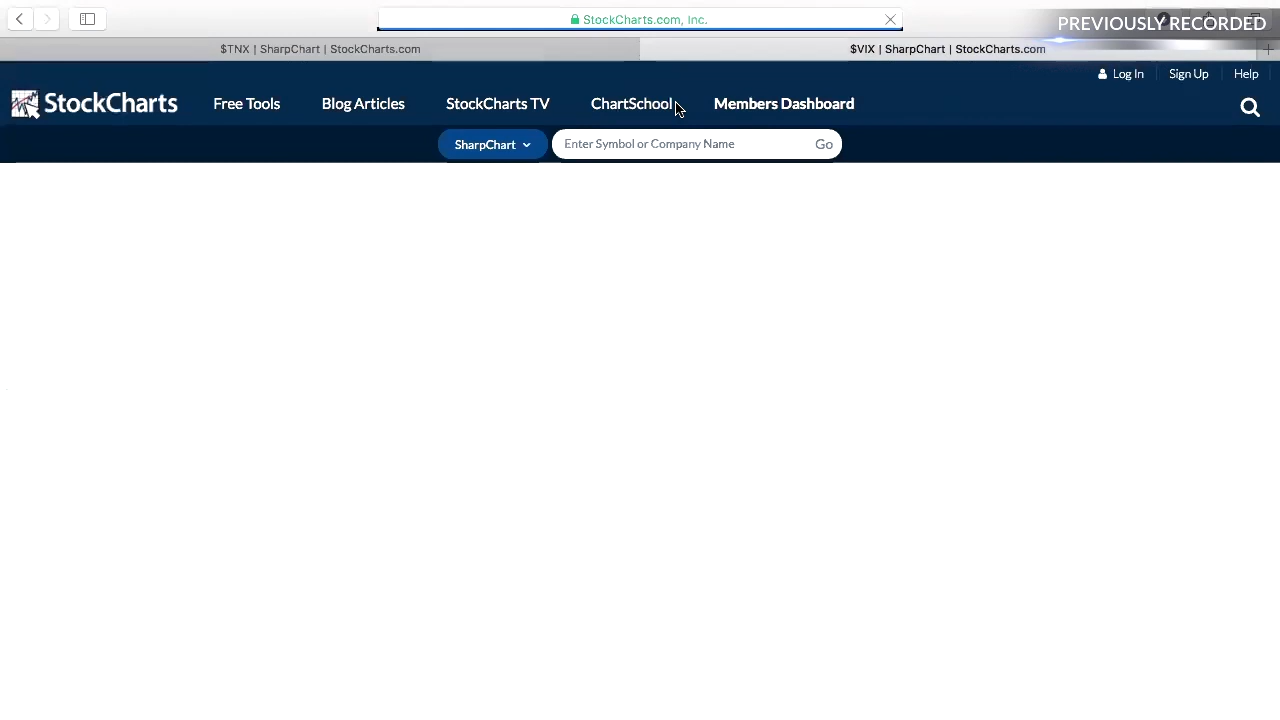 StockCharts.com, Inc.
PREVIOUSLY RECORDED
$TNX | SharpChart | StockCharts.com
$VIX | SharpChart | StockCharts.com
Log In
Sign Up
Help
StockCharts
Free Tools
Blog Articles
StockCharts TV
ChartSchool
Members Dashboard
SharpChart
Enter Symbol or Company Name
Go